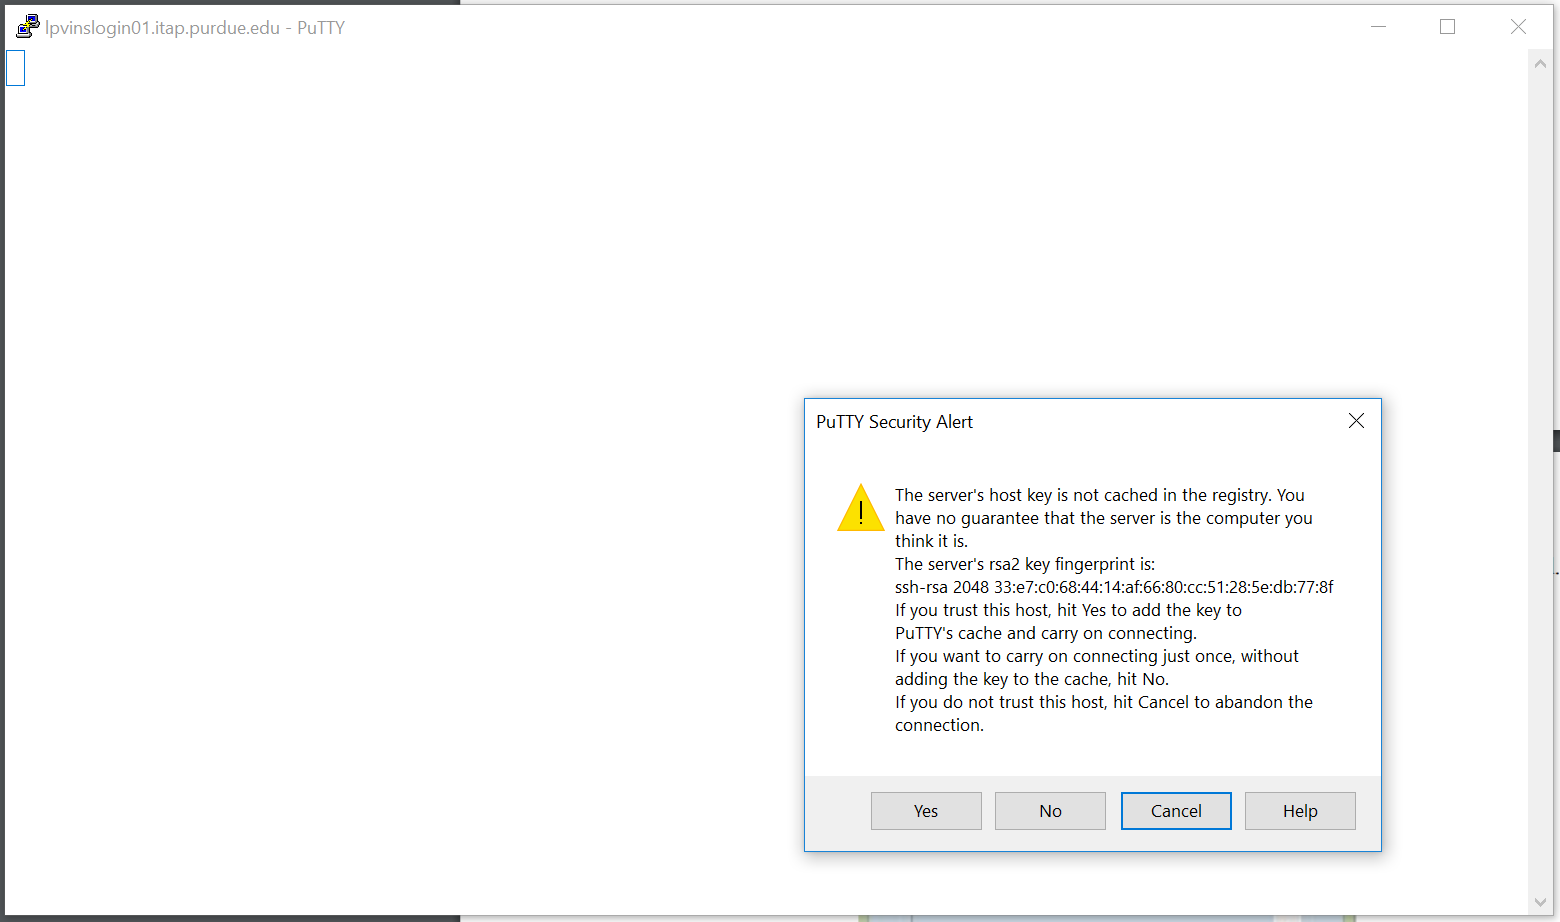 lpvinslogin01.itap.purdue.edu - PuTTY
PuTTY Security Alert
The server's host key is not cached in the registry. You
have no guarantee that the server is the computer you
think it is.
The server's rsa2 key fingerprint is:
ssh-rsa 2048 33:e7:c0:68:44:14:af:66:80:cc:51:28:5e:db:77:8f
If you trust this host, hit Yes to add the key to
PuTTY's cache and carry on connecting.
If you want to carry on connecting just once, without
adding the key to the cache, hit No.
If you do not trust this host, hit Cancel to abandon the
connection.
Yes No Cancel Help